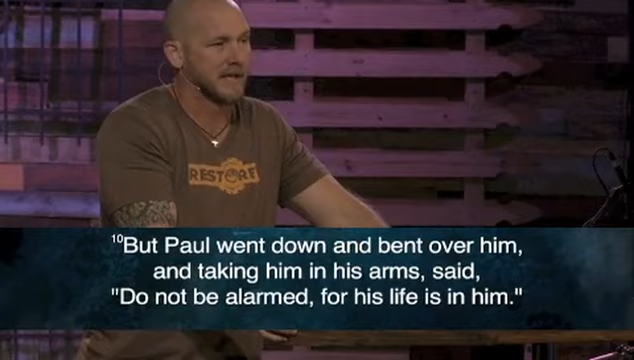 RESTORE
10But Paul went down and bent over him,
and taking him in his arms, said,
"Do not be alarmed, for his life is in him."